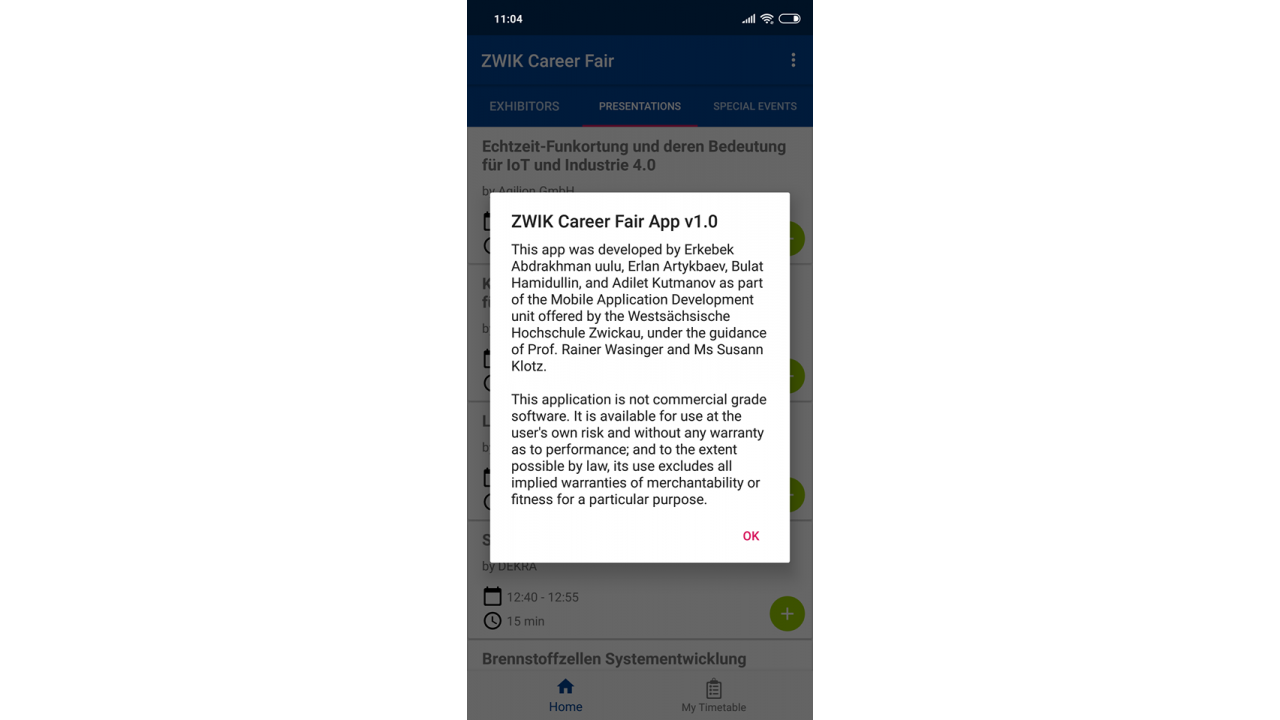 11:04
ZWIK Career Fair
EXHIBITORS
PRESENTATIONS
SPECIAL EVENTS
Echtzeit-Funkortung und deren Bedeutung
für IoT und Industrie 4.0
by Agilion GmbH
ZWIK Career Fair App v1.0
This app was developed by Erkebek
Abdrakhman uulu, Erlan Artykbaev, Bulat
Hamidullin, and Adilet Kutmanov as part
of the Mobile Application Development
unit offered by the Westsächsische
Hochschule Zwickau, under the guidance
of Prof. Rainer Wasinger and Ms Susann
Klotz.
This application is not commercial grade
software. It is available for use at the
user's own risk and without any warranty
as to performance; and to the extent
possible by law, its use excludes all
implied warranties of merchantability or
fitness for a particular purpose.
OK
by DEKRA
12:40 - 12:55
15 min
Brennstoffzellen Systementwicklung
Home
My Timetable